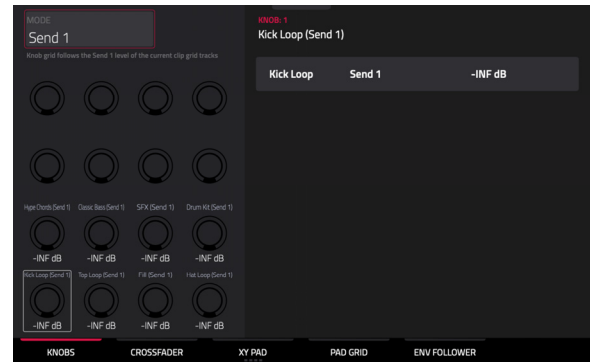 MODE
Send 1
Knob grid follows the Send 1 level of the current clip grid tracks
Hype Chords (Send 1) Classic Bass (Send 1) SFX (Send 1) Drum Kit (Send 1)
-INF dB -INF dB -INF dB -INF dB
Kick Loop (Send 1) Top Loop (Send 1) Fill (Send 1) Hat Loop (Send 1)
-INF dB -INF dB -INF dB -INF dB
KNOB: 1
Kick Loop (Send 1)
Kick Loop Send 1 -INF dB
KNOBS CROSSFADER XY PAD PAD GRID ENV FOLLOWER